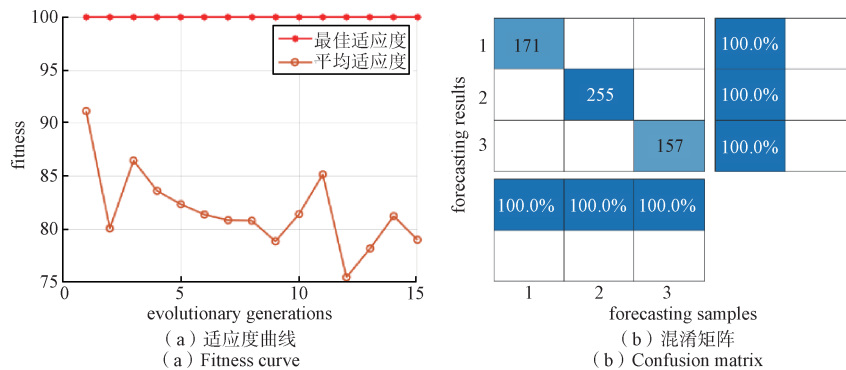 100
95
90
85
80
75
fitness
最佳适应度
平均适应度
0
5
10
15
evolutionary generations
（a）适应度曲线
（a）Fitness curve
forecasting results
1
171
100.0%
2
255
100.0%
3
157
100.0%
100.0% 100.0% 100.0%
1 2 3
forecasting samples
（b）混淆矩阵
（b）Confusion matrix